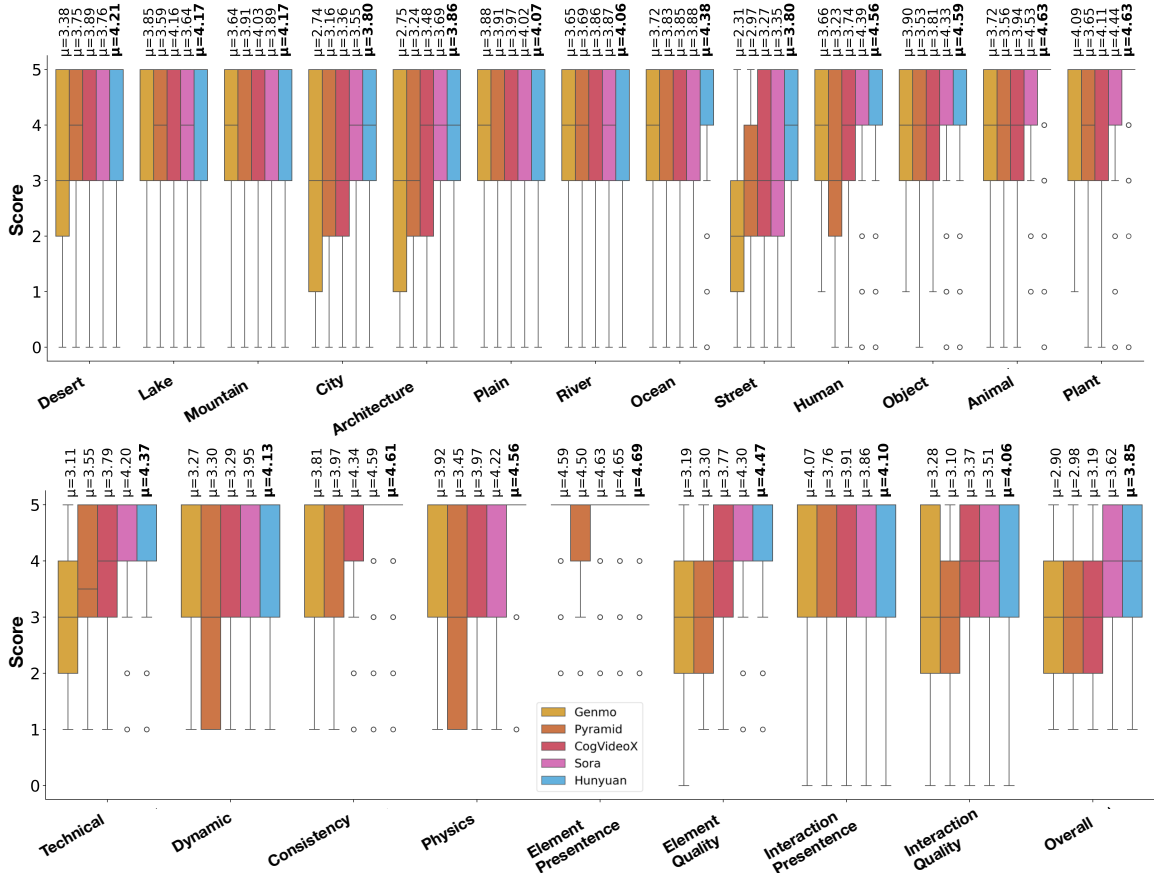 μ=3.38
μ=3.75
μ=3.89
μ=3.76
μ=4.21
μ=3.85
μ=3.59
μ=4.16
μ=3.64
μ=4.17
μ=3.64
μ=3.91
μ=4.03
μ=3.89
μ=4.17
μ=2.74
μ=3.16
μ=3.36
μ=3.55
μ=3.80
μ=2.75
μ=3.24
μ=3.48
μ=3.69
μ=3.86
μ=3.88
μ=3.91
μ=3.97
μ=4.02
μ=4.07
μ=3.65
μ=3.69
μ=3.86
μ=3.87
μ=4.06
μ=3.72
μ=3.83
μ=3.85
μ=3.88
μ=4.38
μ=2.31
μ=2.97
μ=3.27
μ=3.35
μ=3.80
μ=3.66
μ=3.23
μ=3.74
μ=4.39
μ=4.56
μ=3.90
μ=3.53
μ=3.81
μ=4.33
μ=4.59
μ=3.72
μ=3.56
μ=3.94
μ=4.53
μ=4.63
μ=4.09
μ=3.65
μ=4.11
μ=4.44
μ=4.63
Score
5
4
3
2
1
0
Desert
Lake
Mountain
City
Architecture
Plain
River
Ocean
Street
Human
Object
Animal
Plant
μ=3.11
μ=3.55
μ=3.79
μ=4.20
μ=4.37
μ=3.27
μ=3.30
μ=3.29
μ=3.95
μ=4.13
μ=3.81
μ=3.97
μ=4.34
μ=4.59
μ=4.61
μ=3.92
μ=3.45
μ=3.97
μ=4.22
μ=4.56
μ=4.59
μ=4.50
μ=4.63
μ=4.65
μ=4.69
μ=3.19
μ=3.30
μ=3.77
μ=4.30
μ=4.47
μ=4.07
μ=3.76
μ=3.91
μ=3.86
μ=4.10
μ=3.28
μ=3.10
μ=3.37
μ=3.51
μ=4.06
μ=2.90
μ=2.98
μ=3.19
μ=3.62
μ=3.85
Score
5
4
3
2
1
0
Genmo
Pyramid
CogVideoX
Sora
Hunyuan
Technical
Dynamic
Consistency
Physics
Element
Presentence
Element
Quality
Interaction
Presentence
Interaction
Quality
Overall